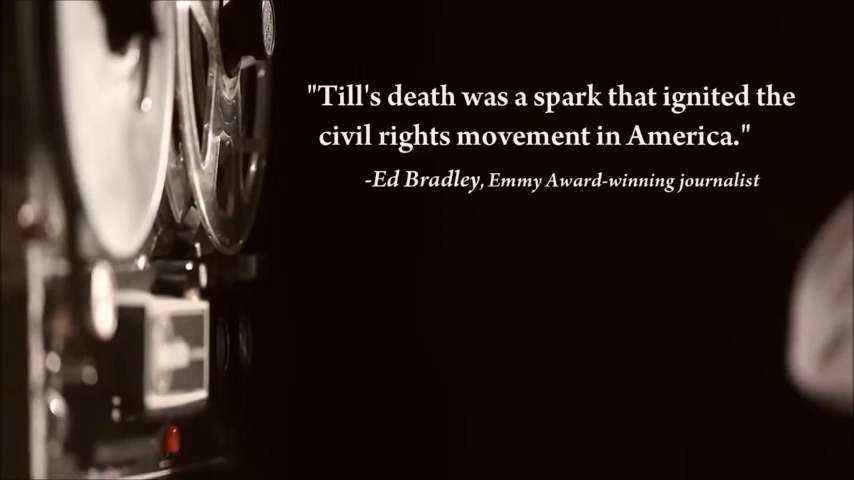 "Till's death was a spark that ignited the
civil rights movement in America."
-Ed Bradley, Emmy Award-winning journalist